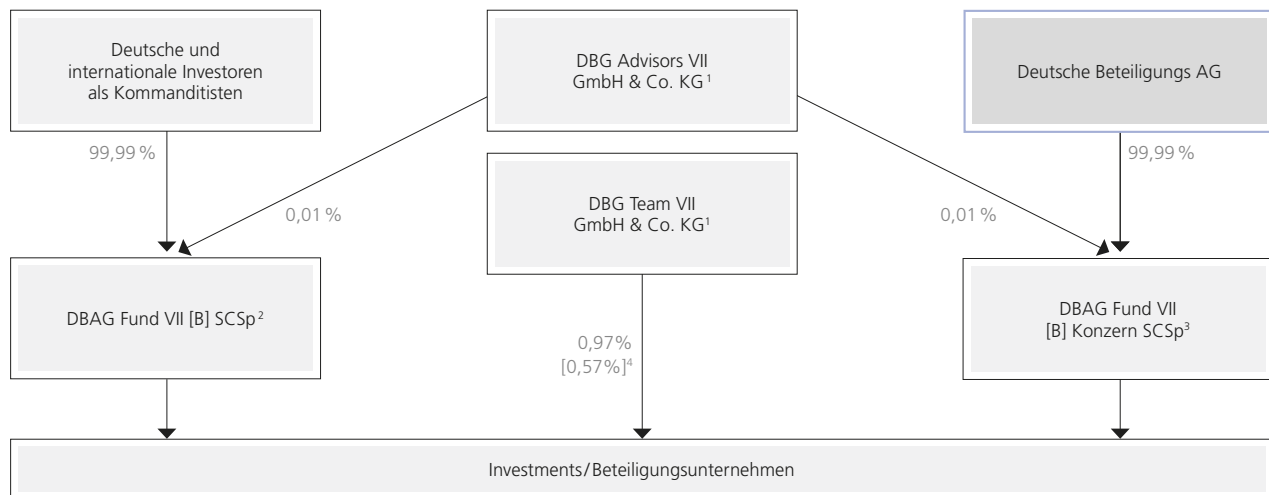 Deutsche und
internationale Investoren
als Kommanditisten
DBG Advisors VII
GmbH & Co. KG¹
Deutsche Beteiligungs AG
99,99 %
99,99 %
DBG Team VII
GmbH & Co. KG¹
0,01 %
0,01 %
DBAG Fund VII [B] SCSp²
DBAG Fund VII
[B] Konzern SCSp³
0,97%
[0,57%]⁴
Investments/Beteiligungsunternehmen